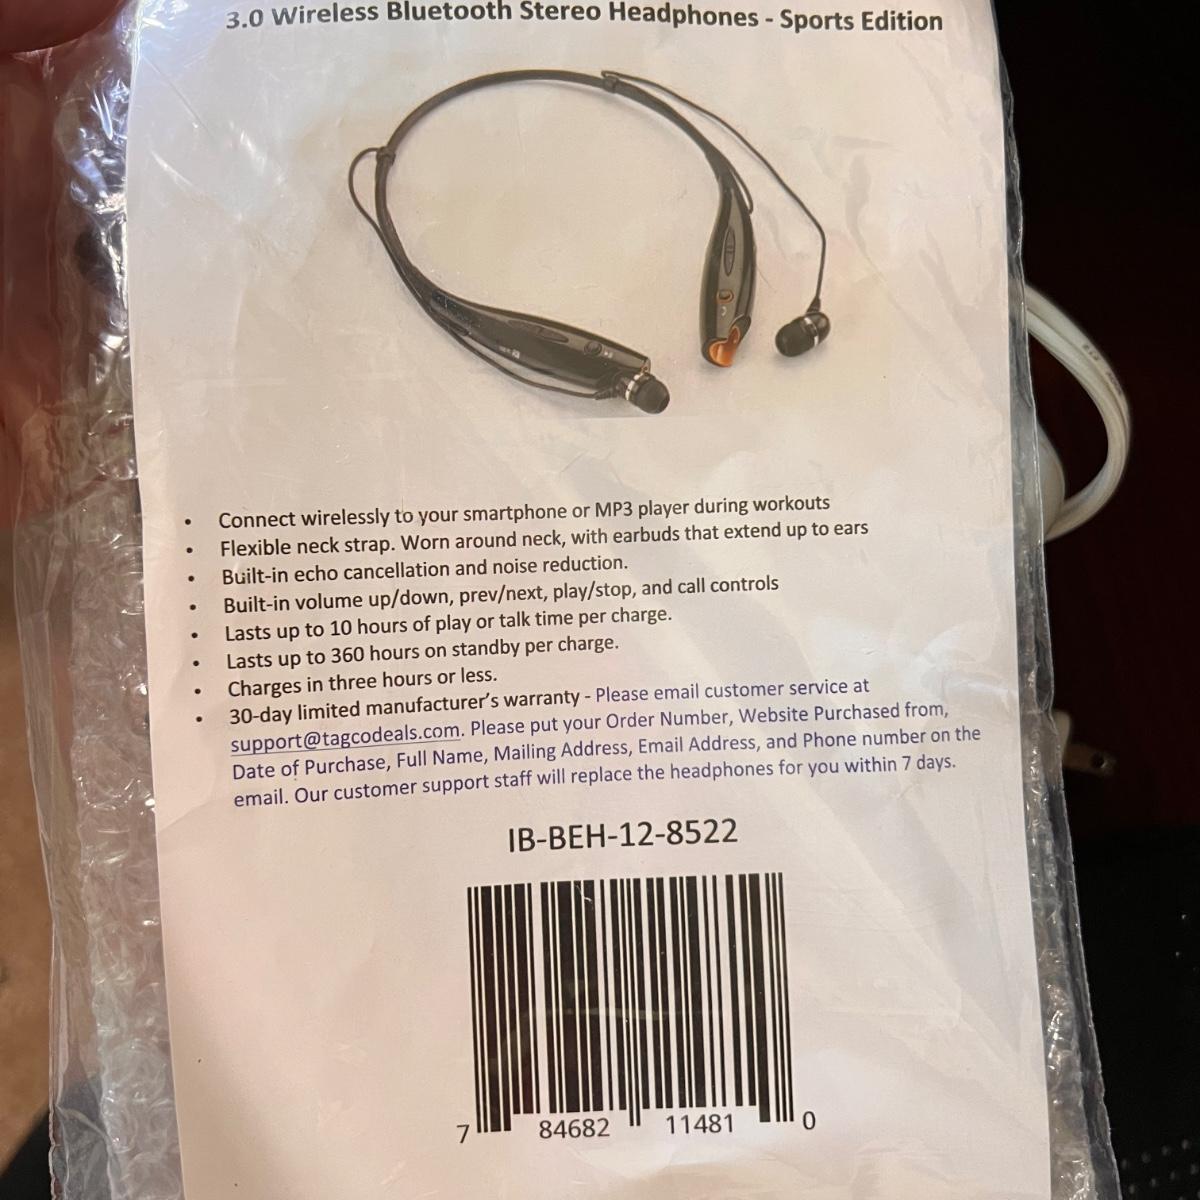 3.0 Wireless Bluetooth Stereo Headphones - Sports Edition
• Connect wirelessly to your smartphone or MP3 player during workouts
• Flexible neck strap. Worn around neck, with earbuds that extend up to ears
• Built-in echo cancellation and noise reduction.
• Built-in volume up/down, prev/next, play/stop, and call controls
• Lasts up to 10 hours of play or talk time per charge.
• Lasts up to 360 hours on standby per charge.
• Charges in three hours or less.
• 30-day limited manufacturer's warranty - Please email customer service at
support@tagcodeals.com. Please put your Order Number, Website Purchased from,
Date of Purchase, Full Name, Mailing Address, Email Address, and Phone number on the
email. Our customer support staff will replace the headphones for you within 7 days.
IB-BEH-12-8522
7 84682 11481 0